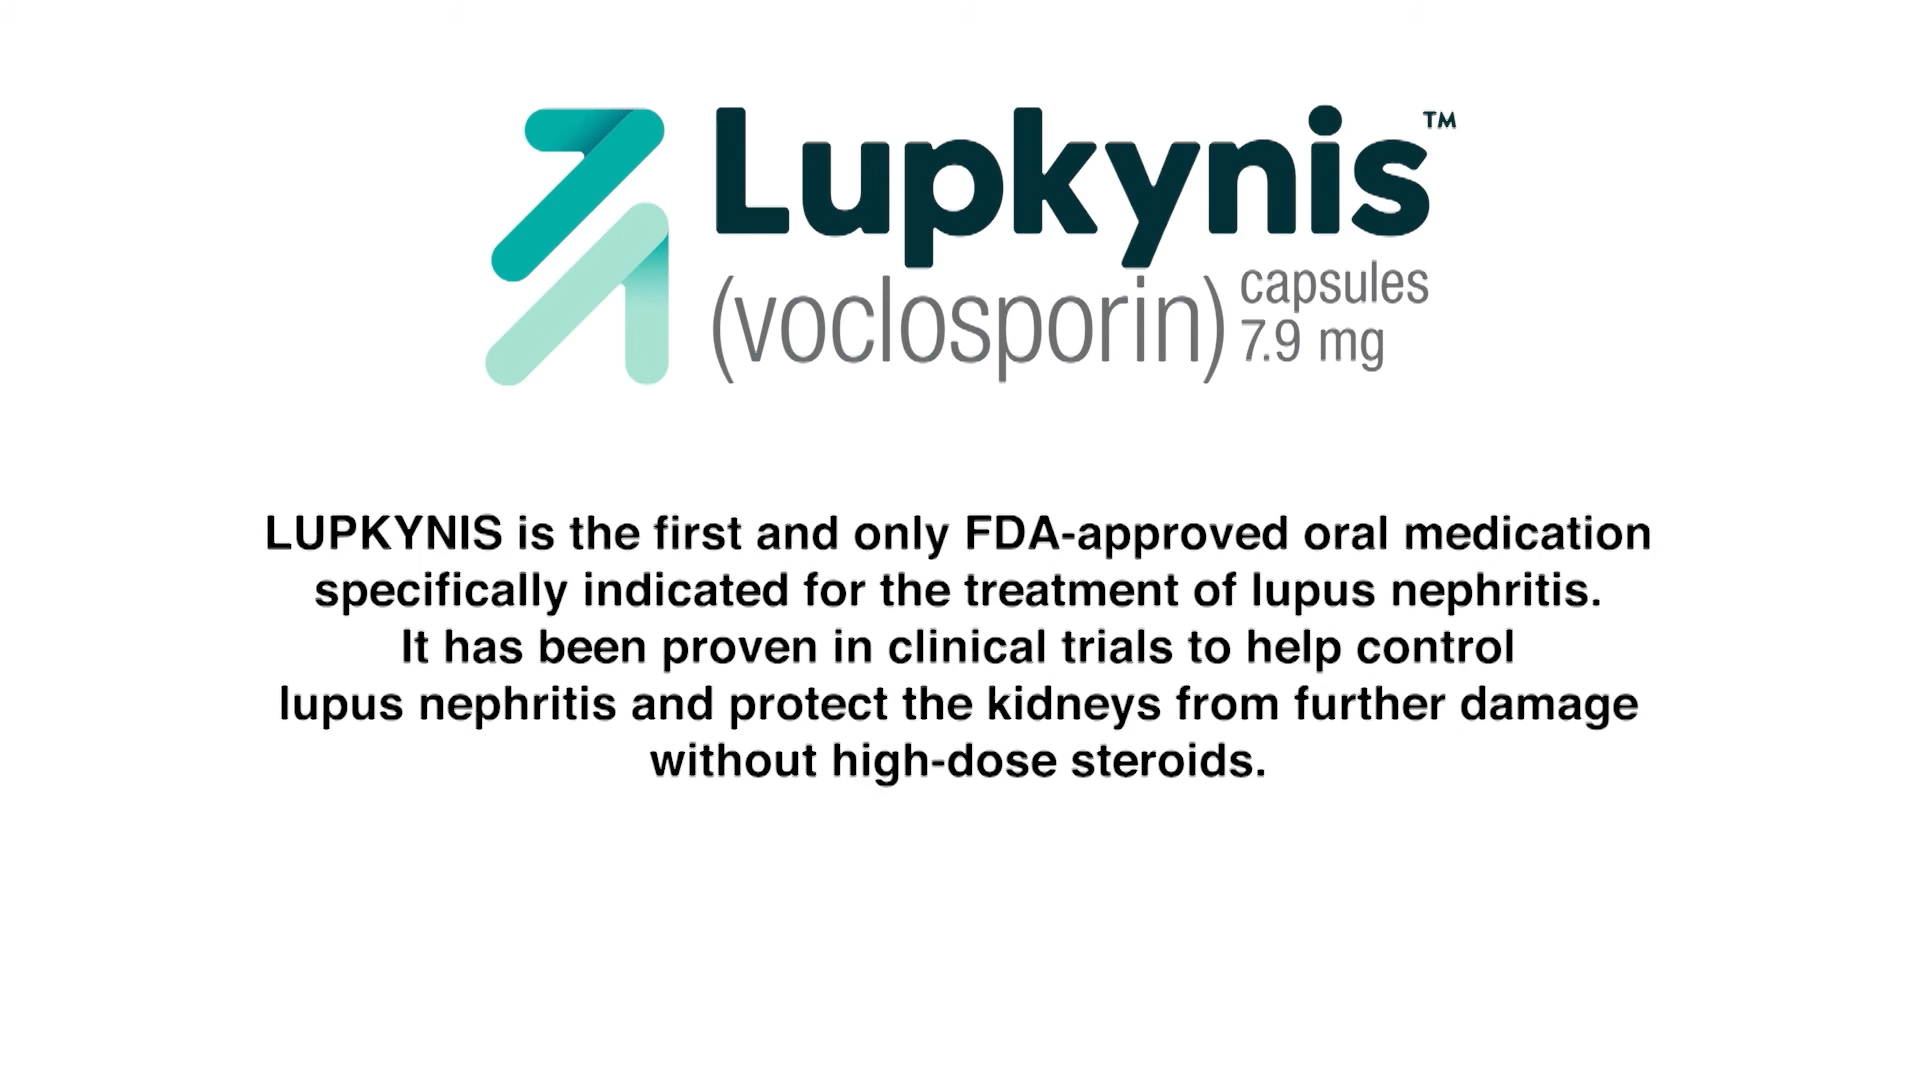 Lupkynis™
(voclosporin) capsules 7.9 mg
LUPKYNIS is the first and only FDA-approved oral medication
specifically indicated for the treatment of lupus nephritis.
It has been proven in clinical trials to help control
lupus nephritis and protect the kidneys from further damage
without high-dose steroids.